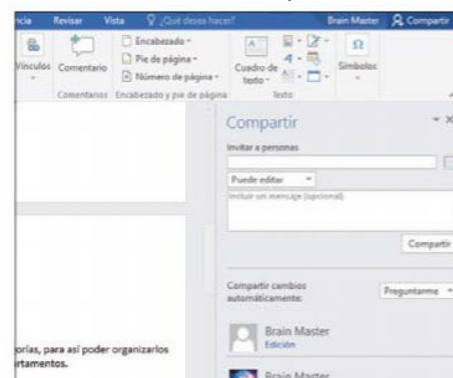 ncia Revisar Vista ¿Qué deseas hacer? Brain Master Compartir
Vínculos
Comentario
Comentarios
Encabezado
Pie de página
Número de página
Encabezado y pie de página
Cuadro de texto
Texto
Símbolos
Compartir
Invitar a personas
Puede editar
Incluir un mensaje (opcional)
Compartir
Compartir cambios
automáticamente:
Preguntarme
Brain Master
Edición
Brain Master
orías, para así poder organizarlos
rtamentos.